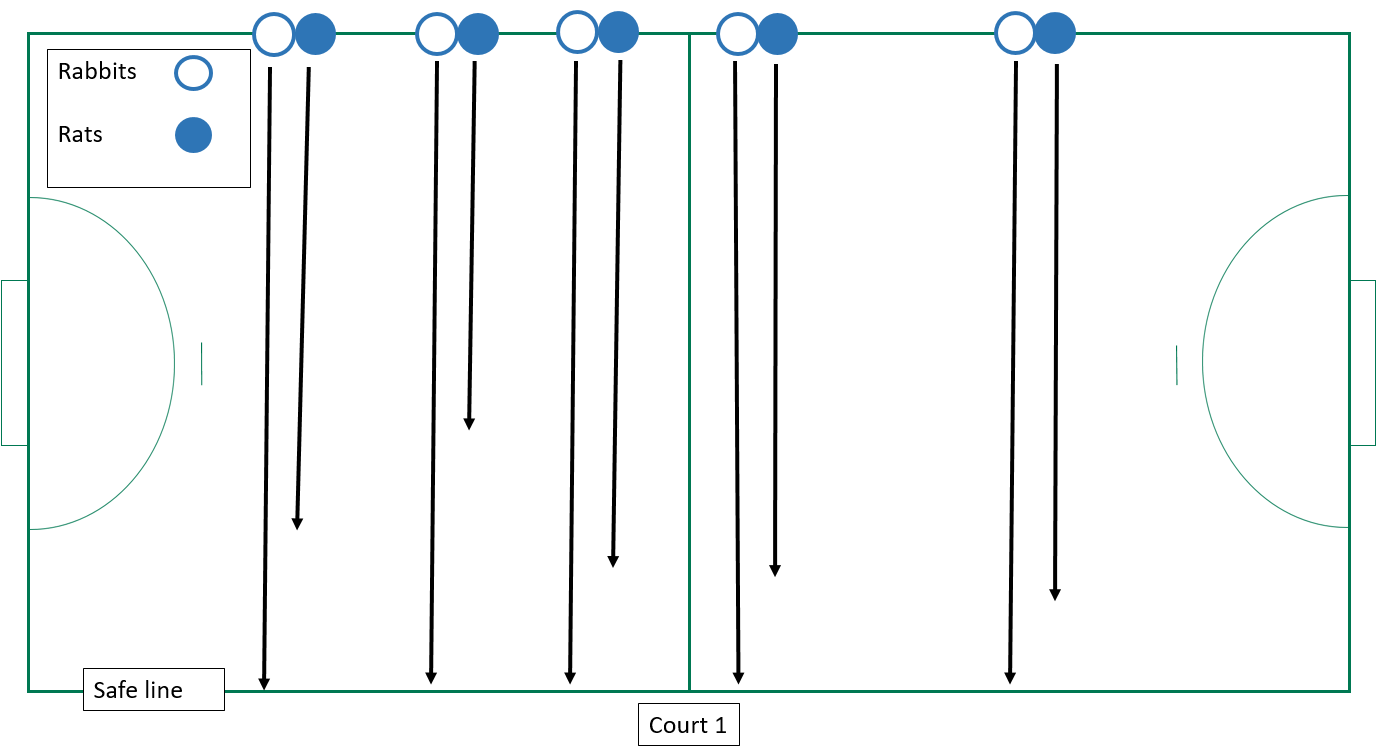 Rabbits
Rats
Safe line
Court 1